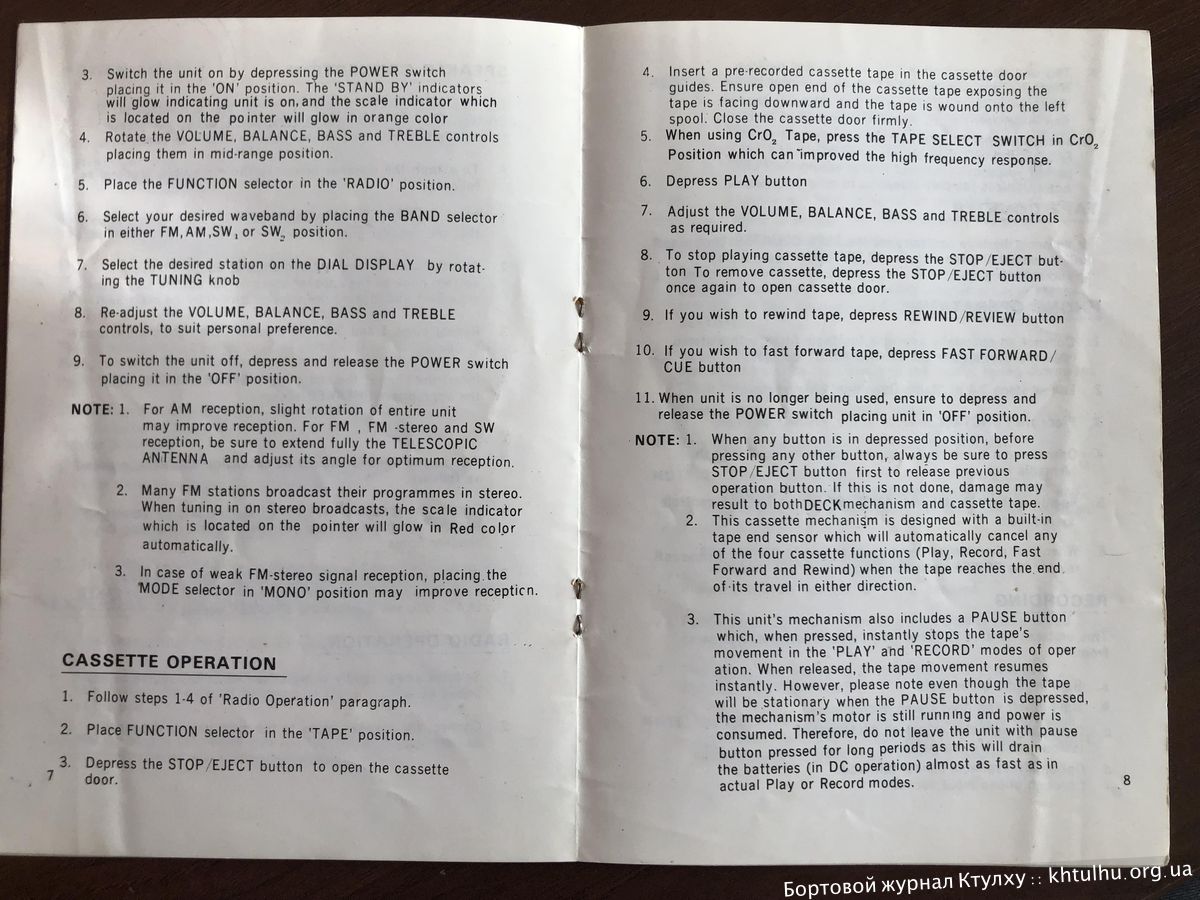 3. Switch the unit on by depressing the POWER switch
placing it in the 'ON' position. The 'STAND BY' indicators
will glow indicating unit is on, and the scale indicator which
is located on the pointer will glow in orange color
4. Rotate the VOLUME, BALANCE, BASS and TREBLE controls
placing them in mid-range position.
5. Place the FUNCTION selector in the 'RADIO' position.
6. Select your desired waveband by placing the BAND selector
in either FM, AM, SW₁ or SW₂ position.
7. Select the desired station on the DIAL DISPLAY by rotat-
ing the TUNING knob
8. Re-adjust the VOLUME, BALANCE, BASS and TREBLE
controls, to suit personal preference.
9. To switch the unit off, depress and release the POWER switch
placing it in the 'OFF' position.
NOTE: 1. For AM reception, slight rotation of entire unit
may improve reception. For FM , FM -stereo and SW
reception, be sure to extend fully the TELESCOPIC
ANTENNA and adjust its angle for optimum reception.
2. Many FM stations broadcast their programmes in stereo.
When tuning in on stereo broadcasts, the scale indicator
which is located on the pointer will glow in Red color
automatically.
3. In case of weak FM-stereo signal reception, placing the
MODE selector in 'MONO' position may improve reception.
CASSETTE OPERATION
1. Follow steps 1-4 of 'Radio Operation' paragraph.
2. Place FUNCTION selector in the 'TAPE' position.
3. Depress the STOP/EJECT button to open the cassette
door.
7
4. Insert a pre-recorded cassette tape in the cassette door
guides. Ensure open end of the cassette tape exposing the
tape is facing downward and the tape is wound onto the left
spool. Close the cassette door firmly.
5. When using CrO₂ Tape, press the TAPE SELECT SWITCH in CrO₂
Position which can improved the high frequency response.
6. Depress PLAY button
7. Adjust the VOLUME, BALANCE, BASS and TREBLE controls
as required.
8. To stop playing cassette tape, depress the STOP/EJECT but-
ton To remove cassette, depress the STOP/EJECT button
once again to open cassette door.
9. If you wish to rewind tape, depress REWIND/REVIEW button
10. If you wish to fast forward tape, depress FAST FORWARD/
CUE button
11. When unit is no longer being used, ensure to depress and
release the POWER switch placing unit in 'OFF' position.
NOTE: 1. When any button is in depressed position, before
pressing any other button, always be sure to press
STOP/EJECT button first to release previous
operation button. If this is not done, damage may
result to both DECK mechanism and cassette tape.
2. This cassette mechanism is designed with a built-in
tape end sensor which will automatically cancel any
of the four cassette functions (Play, Record, Fast
Forward and Rewind) when the tape reaches the end
of its travel in either direction.
3. This unit's mechanism also includes a PAUSE button
which, when pressed, instantly stops the tape's
movement in the 'PLAY' and 'RECORD' modes of oper
ation. When released, the tape movement resumes
instantly. However, please note even though the tape
will be stationary when the PAUSE button is depressed,
the mechanism's motor is still running and power is
consumed. Therefore, do not leave the unit with pause
button pressed for long periods as this will drain
the batteries (in DC operation) almost as fast as in
actual Play or Record modes.
8
Бортовой журнал Ктулху :: khtulhu.org.ua